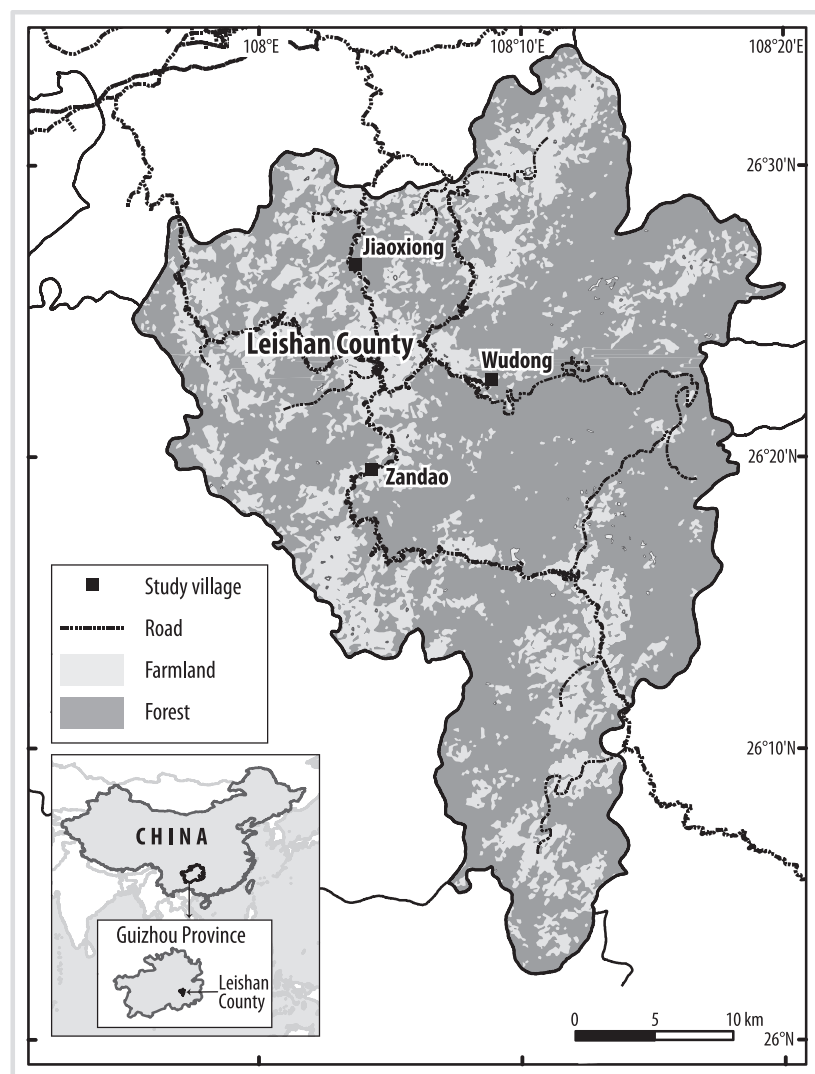 108°E
108°10'E
108°20'E
26°30'N
Jiaoxiong
Leishan County
Wudong
26°20'N
Zandao
Study village
Road
Farmland
Forest
26°10'N
CHINA
Guizhou Province
Leishan
County
0 5 10 km
26°N